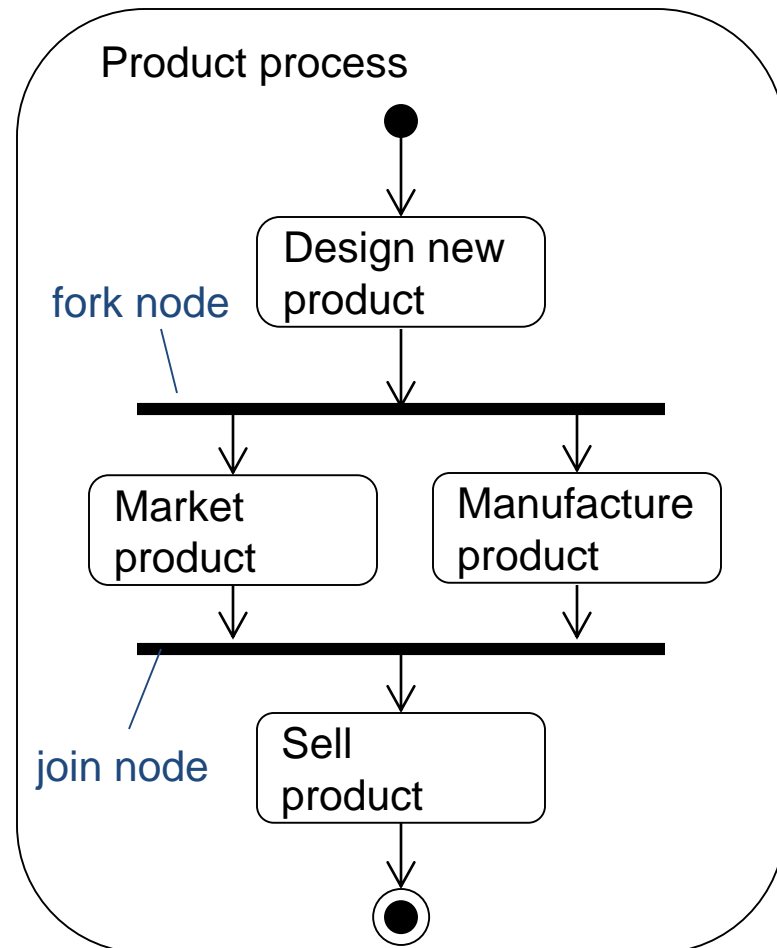 Product process
Design new
product
fork node
Market
product
Manufacture
product
join node
Sell
product